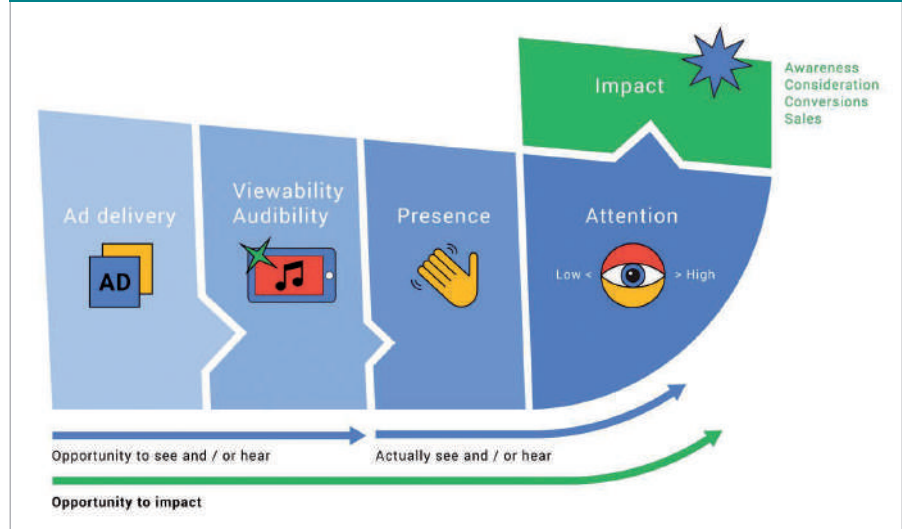 Impact
Awareness
Consideration
Conversions
Sales
Ad delivery
AD
Viewability
Audibility
Presence
Attention
Low < > High
Opportunity to see and / or hear
Actually see and / or hear
Opportunity to impact